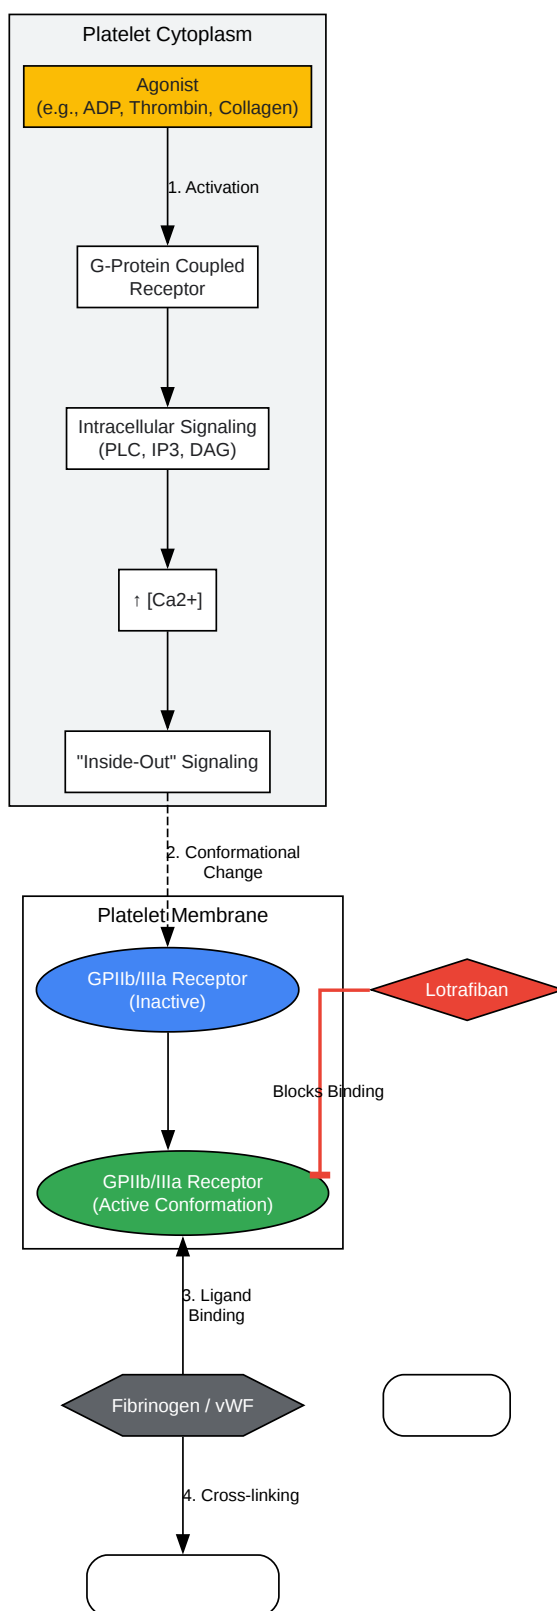 Platelet Cytoplasm
Agonist
(e.g., ADP, Thrombin, Collagen)
1. Activation
G-Protein Coupled
Receptor
Intracellular Signaling
(PLC, IP3, DAG)
↑ [Ca2+]
"Inside-Out" Signaling
2. Conformational
Change
Platelet Membrane
GPIIb/IIIa Receptor
(Inactive)
Lotrafiban
Blocks Binding
GPIIb/IIIa Receptor
(Active Conformation)
3. Ligand
Binding
Fibrinogen / vWF
4. Cross-linking